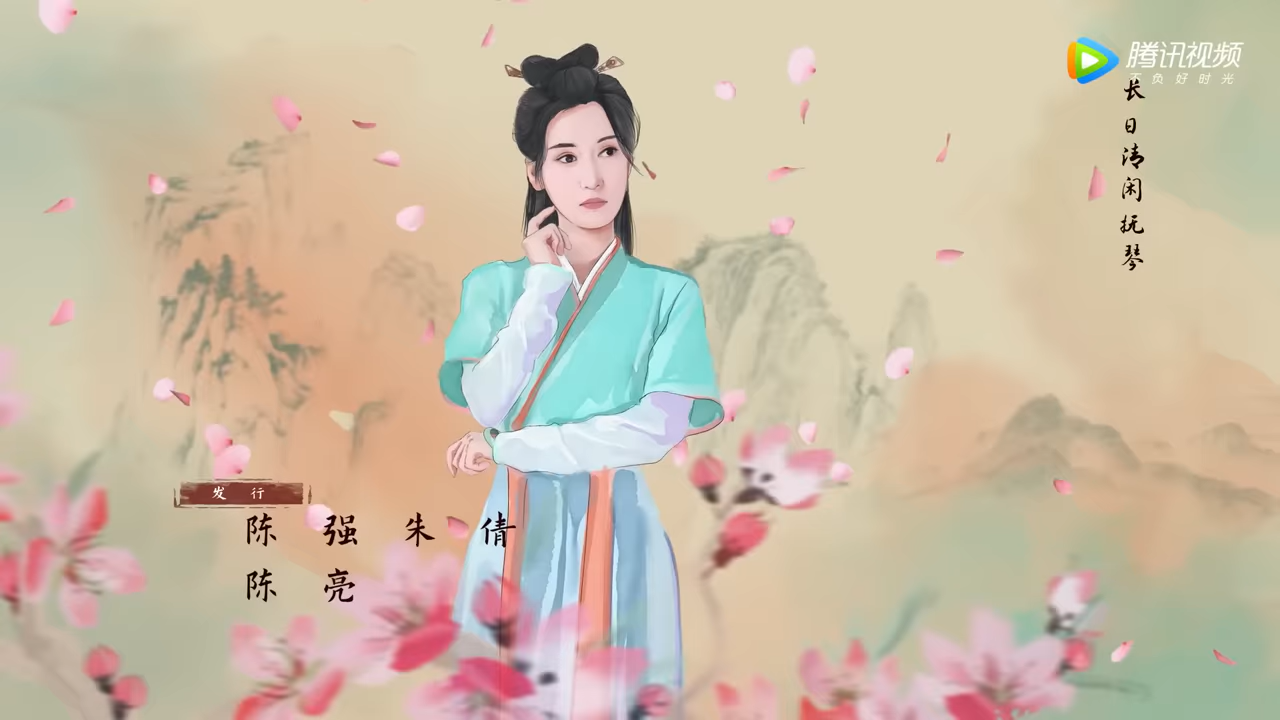 腾讯视频
不负好时光
长日清闲抚琴
发行
陈强 朱倩
陈亮